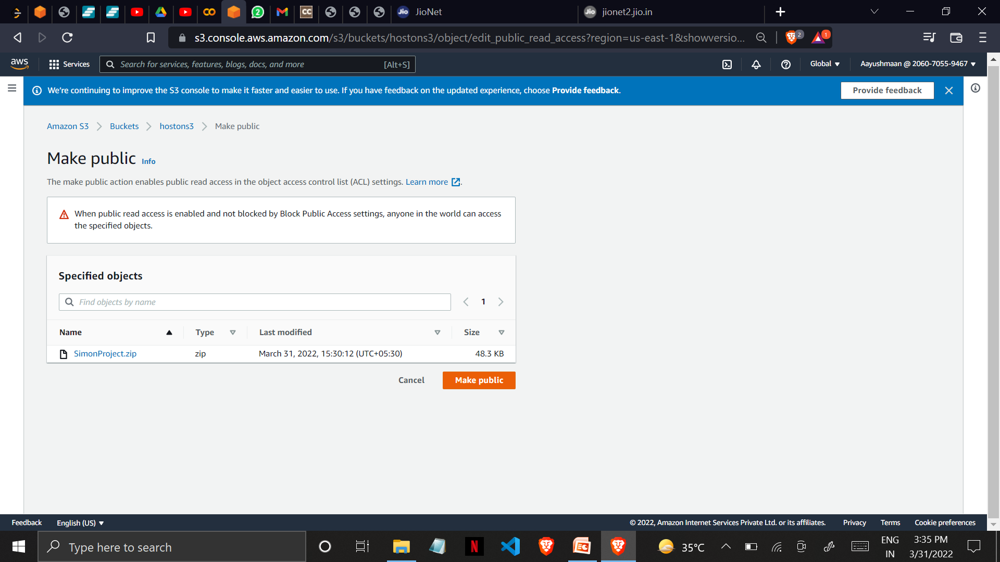 2
CC
Jio JioNet
Jio jionet2.jio.in
s3.console.aws.amazon.com/s3/buckets/hostons3/object/edit_public_read_access?region=us-east-1&showversio...
2
1
aws
Services
Search for services, features, blogs, docs, and more
[Alt+S]
Global
Aayushmaan @ 2060-7055-9467
We're continuing to improve the S3 console to make it faster and easier to use. If you have feedback on the updated experience, choose Provide feedback.
Provide feedback
Amazon S3
Buckets
hostons3
Make public
Make public Info
The make public action enables public read access in the object access control list (ACL) settings. Learn more.
When public read access is enabled and not blocked by Block Public Access settings, anyone in the world can access
the specified objects.
Specified objects
Find objects by name
1
Name
Type
Last modified
Size
SimonProject.zip
zip
March 31, 2022, 15:30:12 (UTC+05:30)
48.3 KB
Cancel
Make public
Feedback
English (US)
© 2022, Amazon Internet Services Private Ltd. or its affiliates.
Privacy
Terms
Cookie preferences
Type here to search
N
35°C
ENG
IN
3:35 PM
3/31/2022